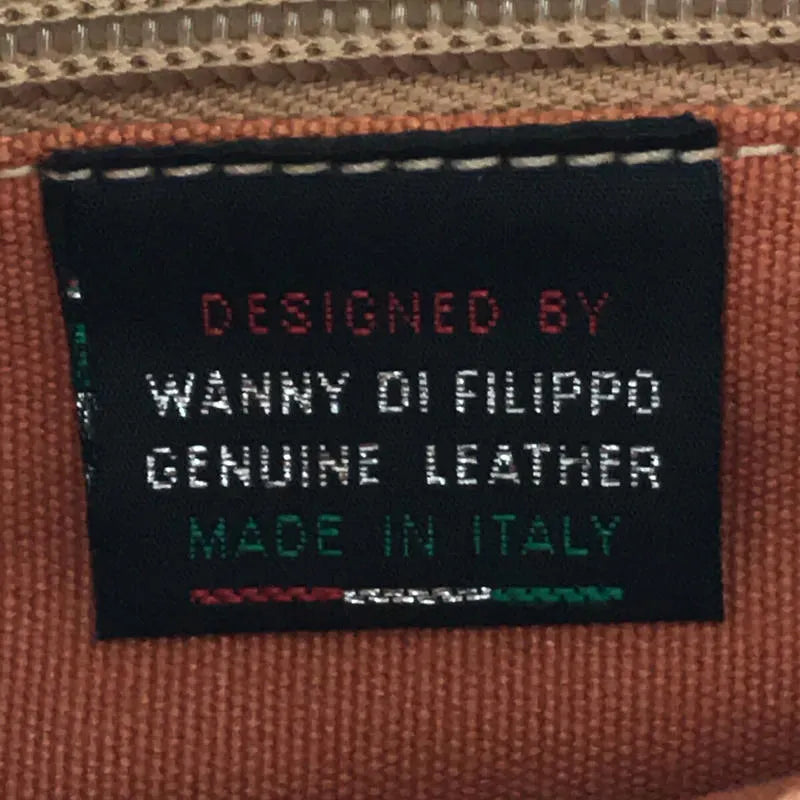 DESIGNED BY
WANNY DI FILIPPO
GENUINE LEATHER
MADE IN ITALY